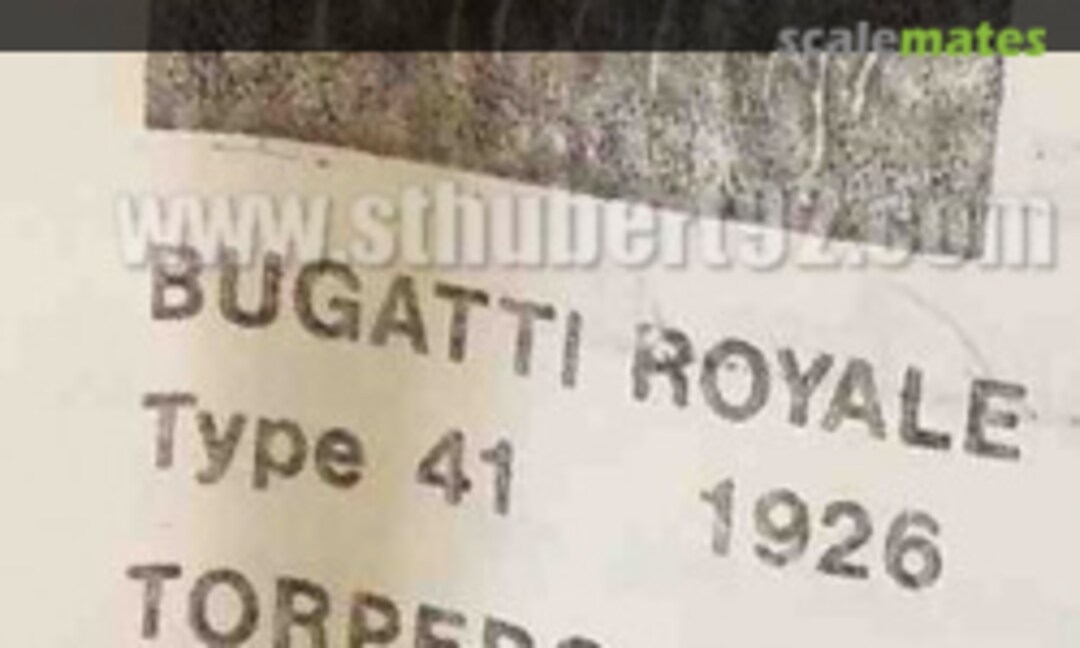 scalemates
www.sthubert92.com
BUGATTI ROYALE
Type 41 1926